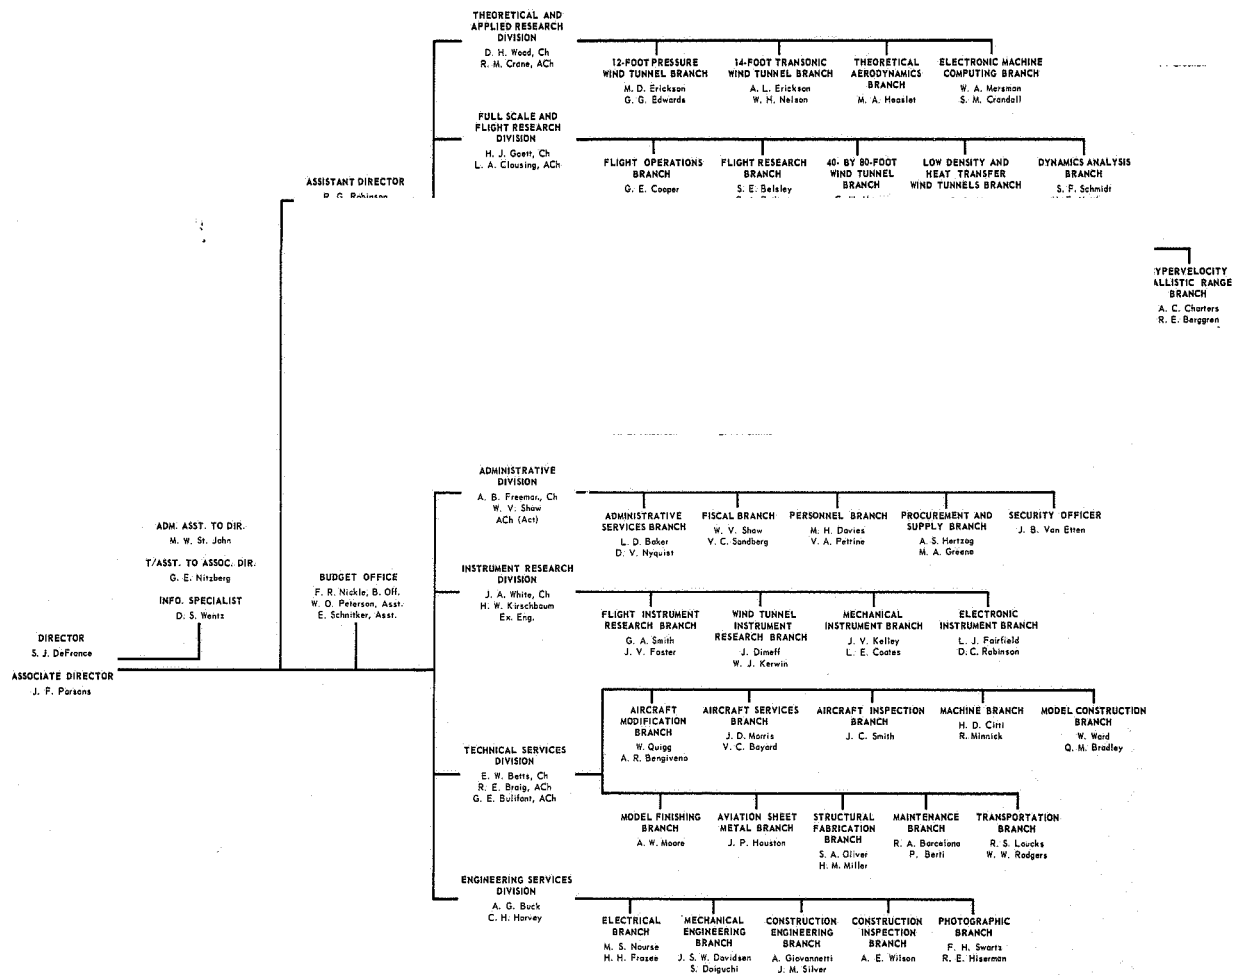 THEORETICAL AND
APPLIED RESEARCH
DIVISION
D. H. Wood, Ch
R. M. Crane, ACh
12-FOOT PRESSURE
WIND TUNNEL BRANCH
M. D. Erickson
G. G. Edwards
14-FOOT TRANSONIC
WIND TUNNEL BRANCH
A. L. Erickson
W. H. Nelson
THEORETICAL
AERODYNAMICS
BRANCH
M. A. Heaslet
ELECTRONIC MACHINE
COMPUTING BRANCH
W. A. Mersman
S. M. Crandall
FULL SCALE AND
FLIGHT RESEARCH
DIVISION
H. J. Goett, Ch
L. A. Clousing, ACh
FLIGHT OPERATIONS
BRANCH
G. E. Cooper
FLIGHT RESEARCH
BRANCH
S. E. Belsley
40- BY 80-FOOT
WIND TUNNEL
BRANCH
LOW DENSITY AND
HEAT TRANSFER
WIND TUNNELS BRANCH
DYNAMICS ANALYSIS
BRANCH
S. F. Schmidt
ASSISTANT DIRECTOR
R. G. Robinson
YPERVELOCITY
ALLISTIC RANGE
BRANCH
A. C. Charters
R. E. Berggren
ADMINISTRATIVE
DIVISION
A. B. Freeman, Ch
W. V. Shaw
ACh (Act)
ADMINISTRATIVE
SERVICES BRANCH
L. D. Baker
D. V. Nyquist
FISCAL BRANCH
W. V. Shaw
V. C. Sandberg
PERSONNEL BRANCH
M. H. Davies
V. A. Pettine
PROCUREMENT AND
SUPPLY BRANCH
A. S. Hertzog
M. A. Greene
SECURITY OFFICER
J. B. Van Etten
ADM. ASST. TO DIR.
M. W. St. John
T/ASST. TO ASSOC. DIR.
G. E. Nitzberg
INFO. SPECIALIST
D. S. Wentz
BUDGET OFFICE
F. R. Nickle, B. Off.
W. O. Peterson, Asst.
E. Schnitker, Asst.
INSTRUMENT RESEARCH
DIVISION
J. A. White, Ch
H. W. Kirschbaum
Ex. Eng.
FLIGHT INSTRUMENT
RESEARCH BRANCH
G. A. Smith
J. V. Foster
WIND TUNNEL
INSTRUMENT
RESEARCH BRANCH
J. Dimeff
W. J. Kerwin
MECHANICAL
INSTRUMENT BRANCH
J. V. Kelley
L. E. Coates
ELECTRONIC
INSTRUMENT BRANCH
L. J. Fairfield
D. C. Robinson
DIRECTOR
S. J. DeFrance
ASSOCIATE DIRECTOR
J. F. Parsons
TECHNICAL SERVICES
DIVISION
E. W. Betts, Ch
R. E. Braig, ACh
G. E. Bulifant, ACh
AIRCRAFT
MODIFICATION
BRANCH
W. Quigg
A. R. Bengiveno
AIRCRAFT SERVICES
BRANCH
J. D. Morris
V. C. Bayard
AIRCRAFT INSPECTION
BRANCH
J. C. Smith
MACHINE BRANCH
H. D. Citti
R. Minnick
MODEL CONSTRUCTION
BRANCH
W. Ward
Q. M. Bradley
MODEL FINISHING
BRANCH
A. W. Moore
AVIATION SHEET
METAL BRANCH
J. P. Houston
STRUCTURAL
FABRICATION
BRANCH
S. A. Oliver
H. M. Miller
MAINTENANCE
BRANCH
R. A. Barcelona
P. Berti
TRANSPORTATION
BRANCH
R. S. Loucks
W. W. Rodgers
ENGINEERING SERVICES
DIVISION
A. G. Buck
C. H. Harvey
ELECTRICAL
BRANCH
M. S. Nourse
H. H. Frazee
MECHANICAL
ENGINEERING
BRANCH
J. S. W. Davidsen
S. Doiguchi
CONSTRUCTION
ENGINEERING
BRANCH
A. Giovannetti
J. M. Silver
CONSTRUCTION
INSPECTION
BRANCH
A. E. Wilson
PHOTOGRAPHIC
BRANCH
F. H. Swartz
R. E. Hiserman